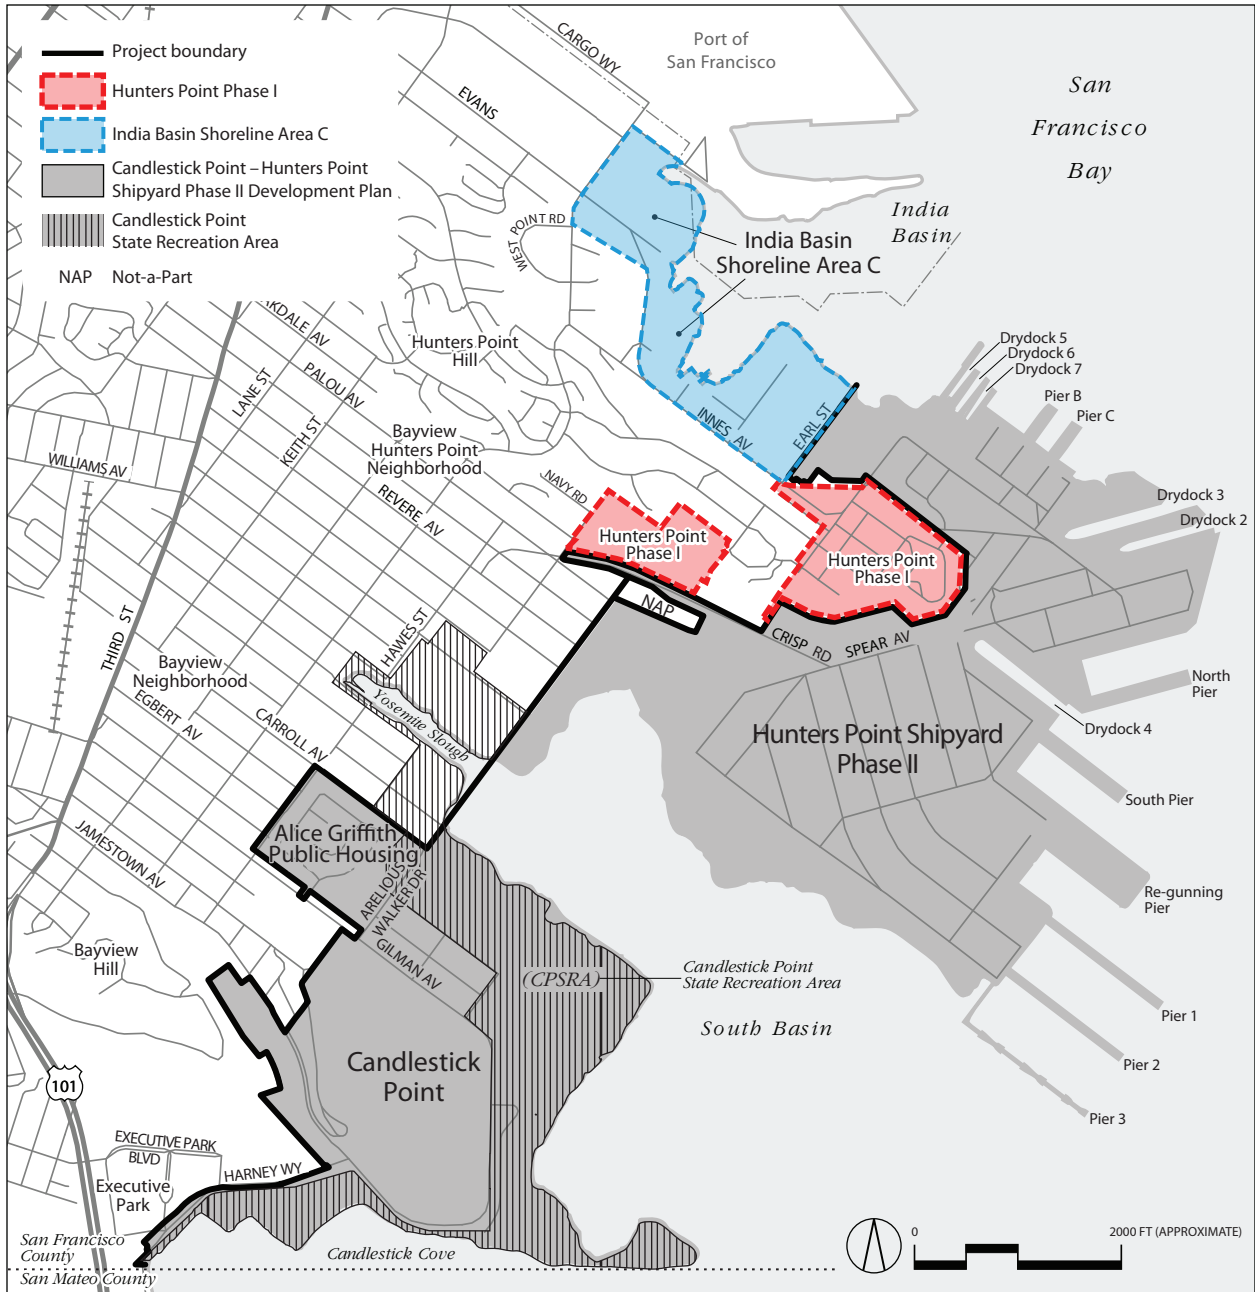 Project boundary
Hunters Point Phase I
India Basin Shoreline Area C
Candlestick Point – Hunters Point
Shipyard Phase II Development Plan
Candlestick Point
State Recreation Area
NAP Not-a-Part
CARGO WY
Port of
San Francisco
San
Francisco
Bay
EVANS
India
Basin
WEST POINT RD
India Basin
Shoreline Area C
Hunters Point
Hill
Drydock 5
Drydock 6
Drydock 7
Pier B
Pier C
OAKDALE AV
PALOU AV
LANE ST
KEITH ST
INNES AV
EARL ST
Bayview
Hunters Point
Neighborhood
WILLIAMS AV
NAVY RD
REVERE AV
Drydock 3
Drydock 2
Hunters Point
Phase I
Hunters Point
Phase I
NAP
THIRD ST
HAWES ST
CRISP RD
SPEAR AV
Bayview
Neighborhood
Yosemite Slough
North
Pier
EGBERT AV
CARROLL AV
Hunters Point Shipyard
Phase II
Drydock 4
South Pier
JAMESTOWN AV
Alice Griffith
Public Housing
ARELIOUS
WALKER DR
Re-gunning
Pier
GILMAN AV
Bayview
Hill
(CPSRA)
Candlestick Point
State Recreation Area
South Basin
Pier 1
Candlestick
Point
Pier 2
101
Pier 3
EXECUTIVE PARK
BLVD
HARNEY WY
Executive
Park
San Francisco
County
San Mateo County
Candlestick Cove
0 2000 FT (APPROXIMATE)